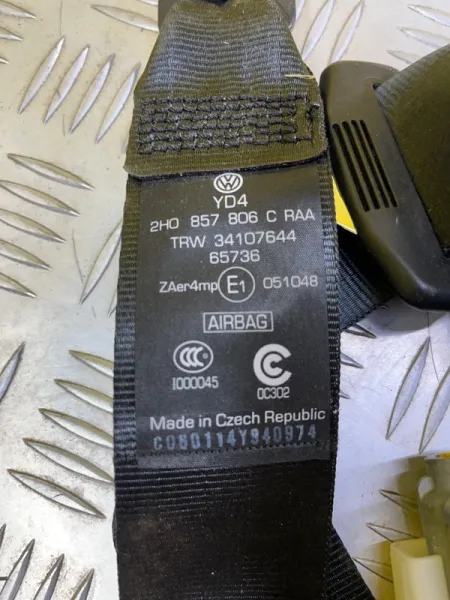 YD4
2H0 857 806 C RAA
TRW 34107644
65736
ZAer4mp E1 051048
AIRBAG
CCC C
I000045 0C302
Made in Czech Republic
C080114Y940974